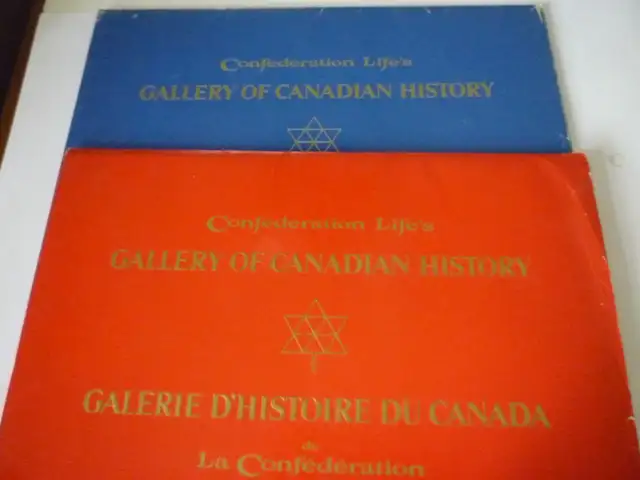 Confederation Life's
GALLERY OF CANADIAN HISTORY
Confederation Life's
GALLERY OF CANADIAN HISTORY
GALERIE D'HISTOIRE DU CANADA
de
La Confédération